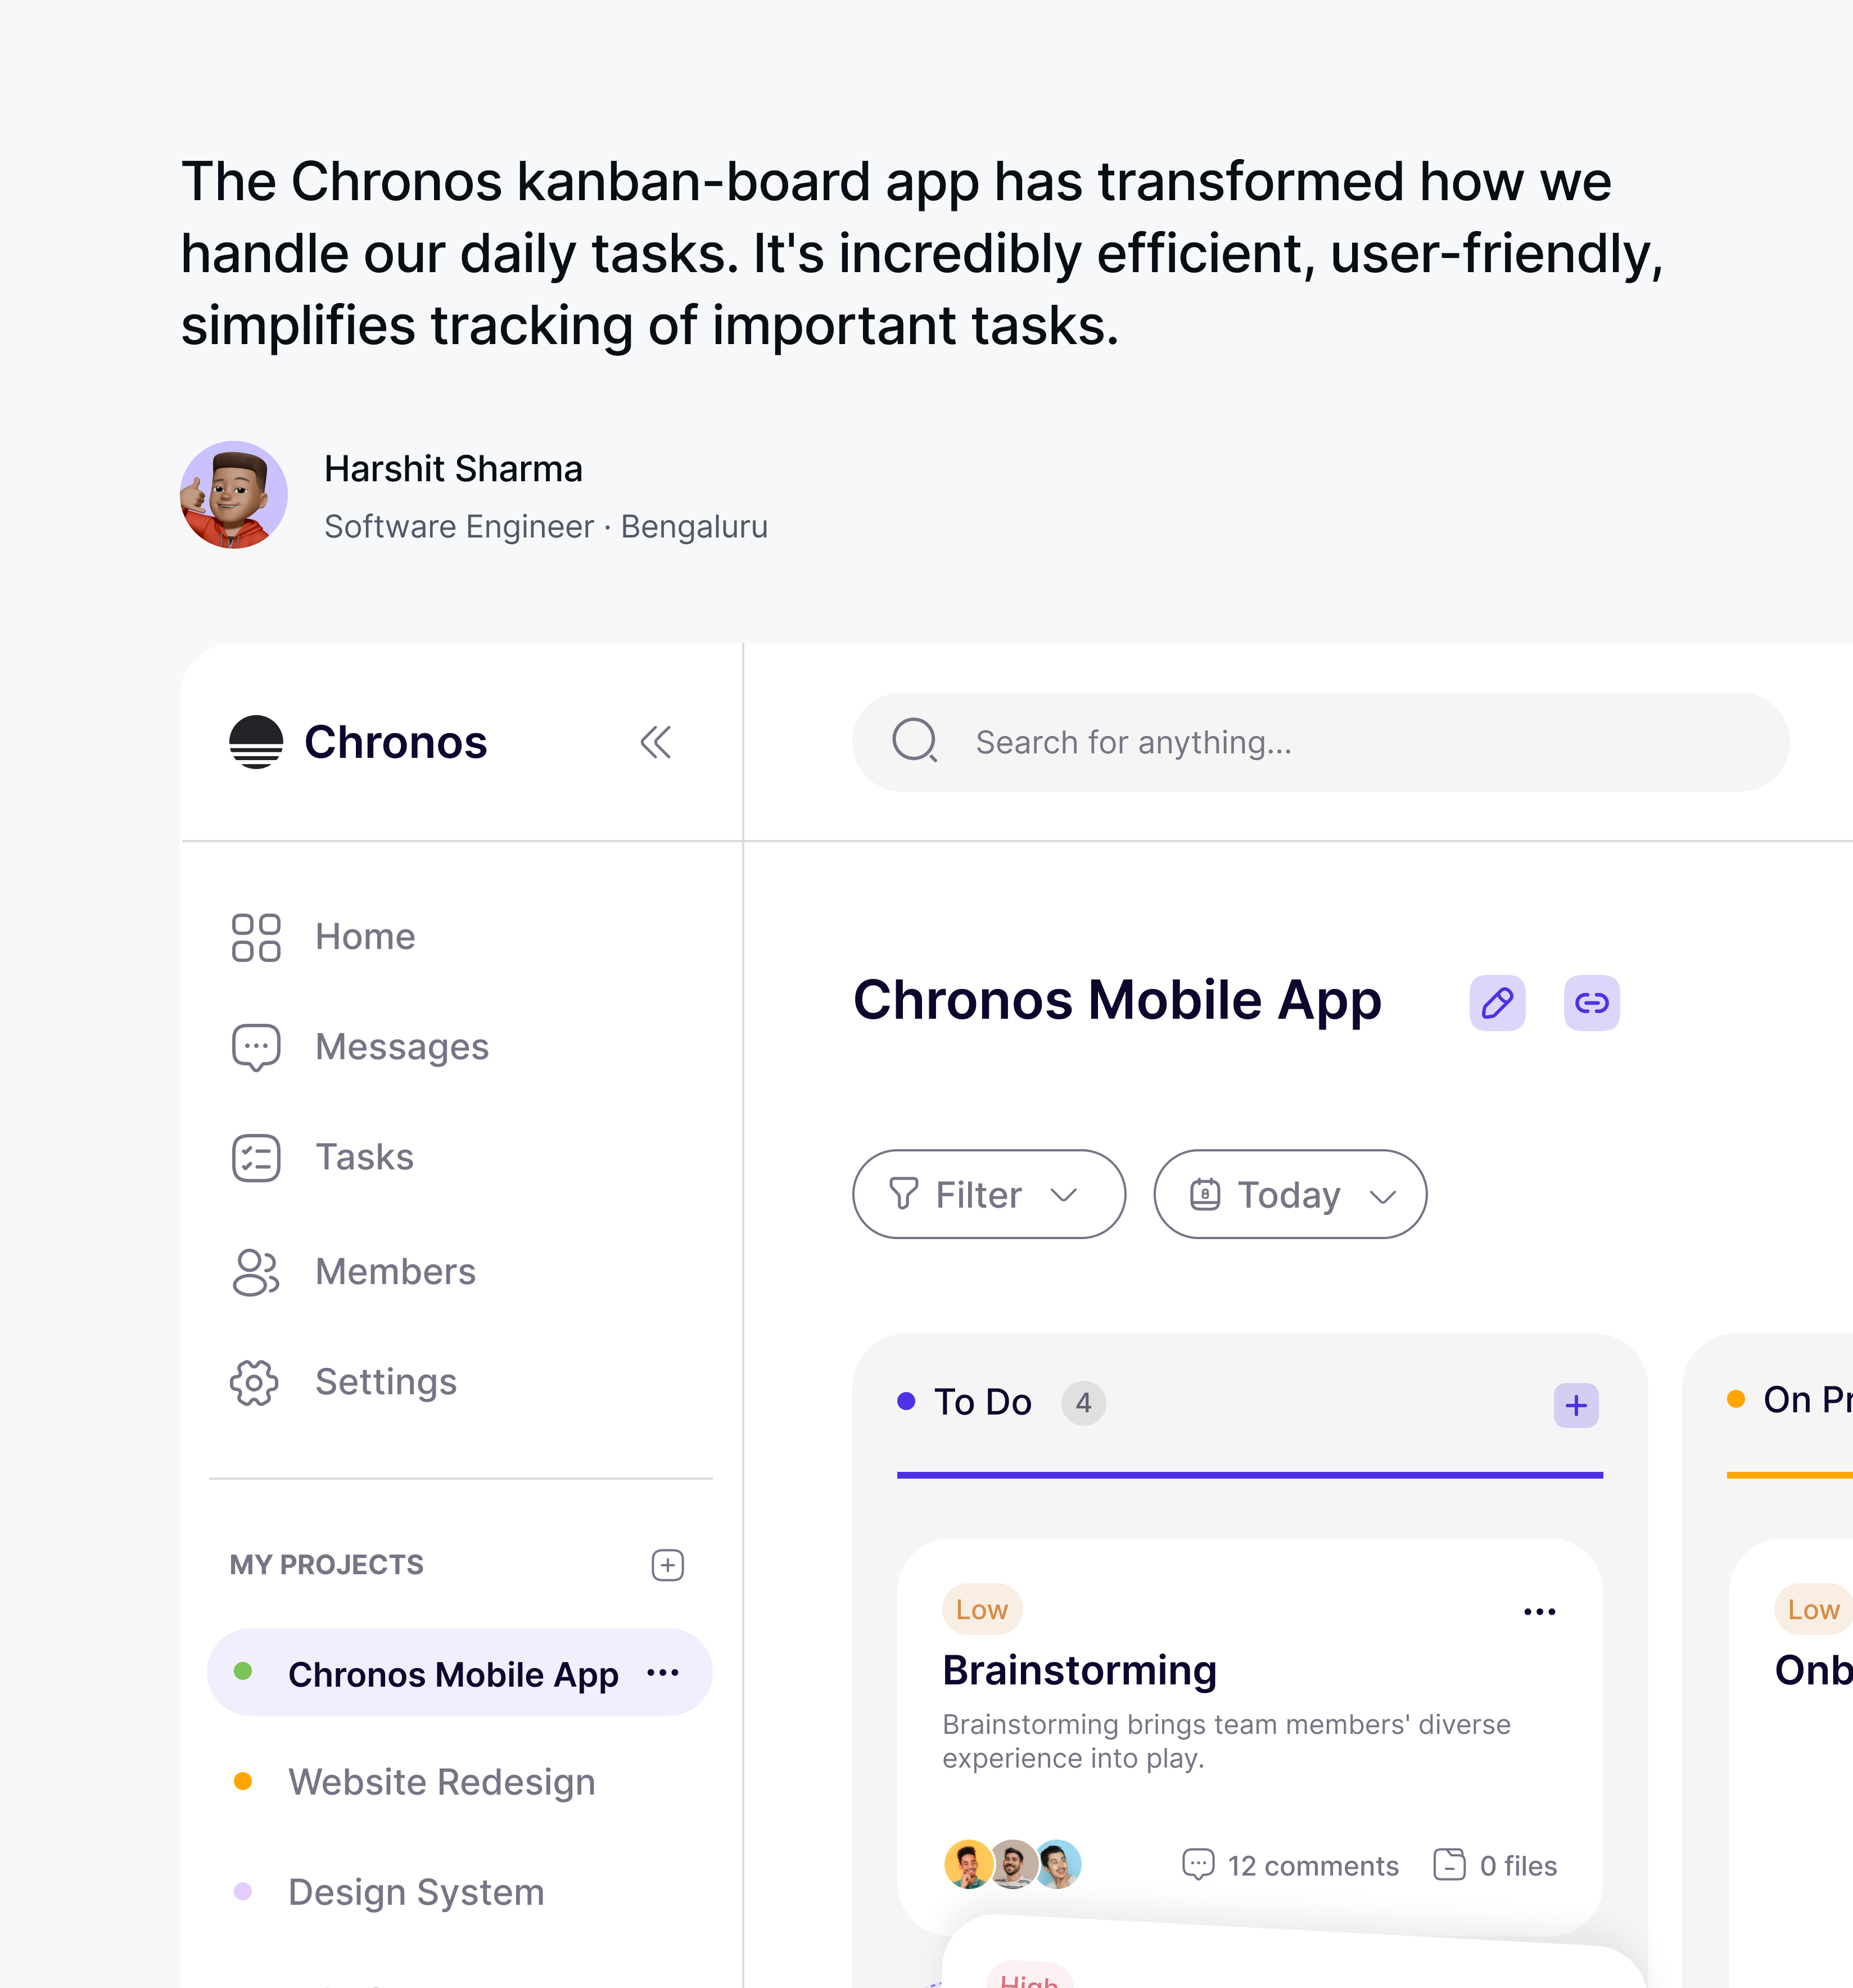 The Chronos kanban-board app has transformed how we
handle our daily tasks. It's incredibly efficient, user-friendly,
simplifies tracking of important tasks.
Harshit Sharma
Software Engineer · Bengaluru
Chronos
Search for anything...
Home
Messages
Tasks
Members
Settings
MY PROJECTS
Chronos Mobile App
Website Redesign
Design System
Chronos Mobile App
Filter
8
Today
To Do 4
On Pr
Low
Brainstorming
Brainstorming brings team members' diverse
experience into play.
12 comments
0 files
High
Low
Onb